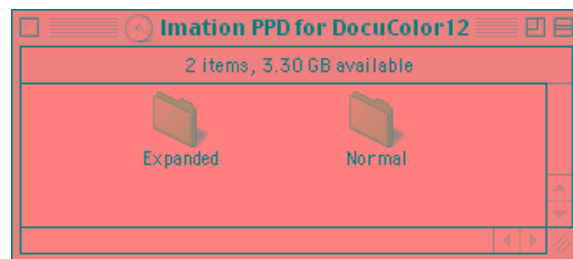 Imation PPD for DocuColor12
2 items, 3.30 GB available
Expanded Normal